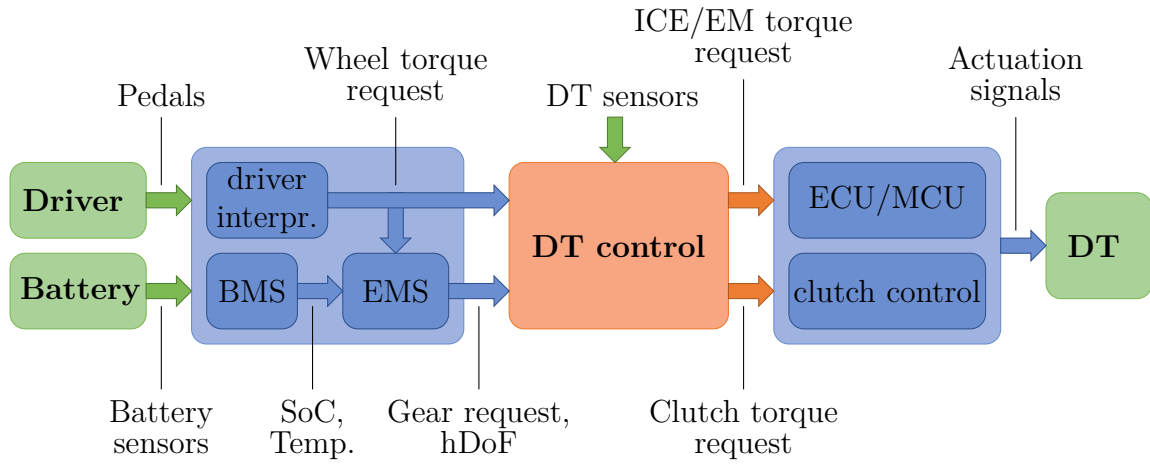 ICE/EM torque
request
Wheel torque
request
Actuation
signals
Pedals
DT sensors
Driver
driver
interpr.
ECU/MCU
DT control
DT
Battery
BMS
EMS
clutch control
Battery
sensors
SoC,
Temp.
Gear request,
hDoF
Clutch torque
request